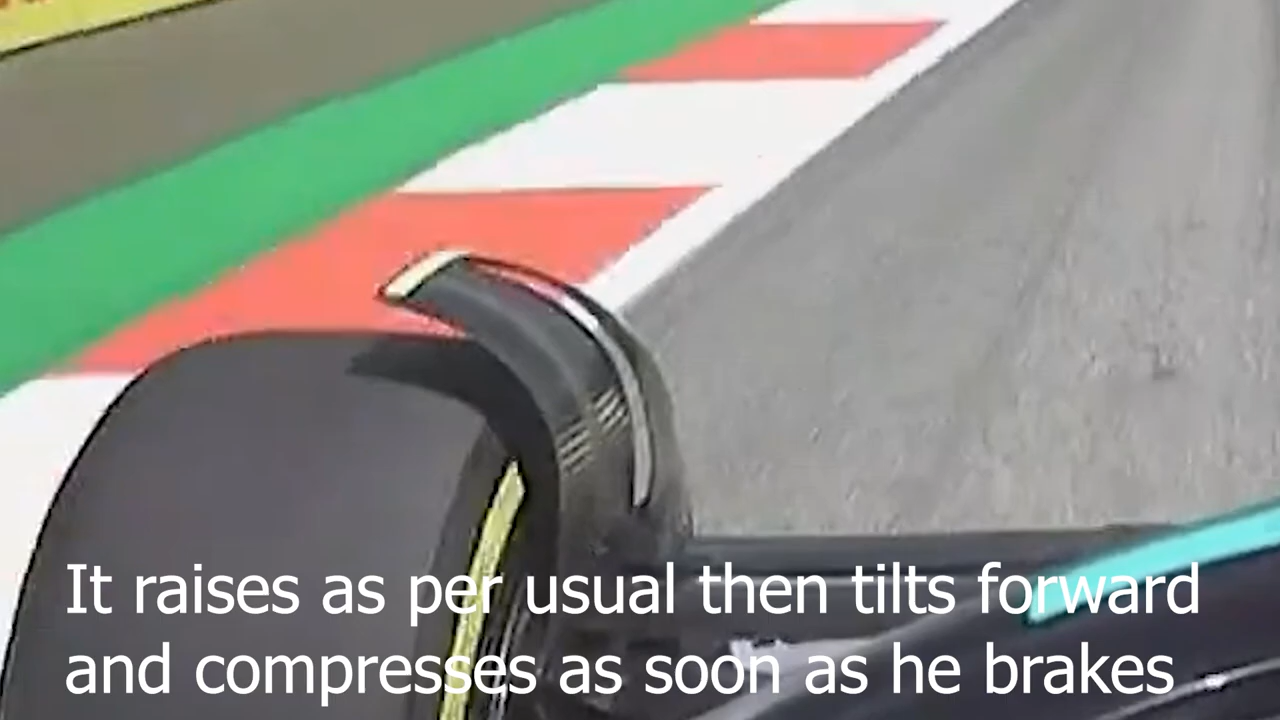 It raises as per usual then tilts forward
and compresses as soon as he brakes